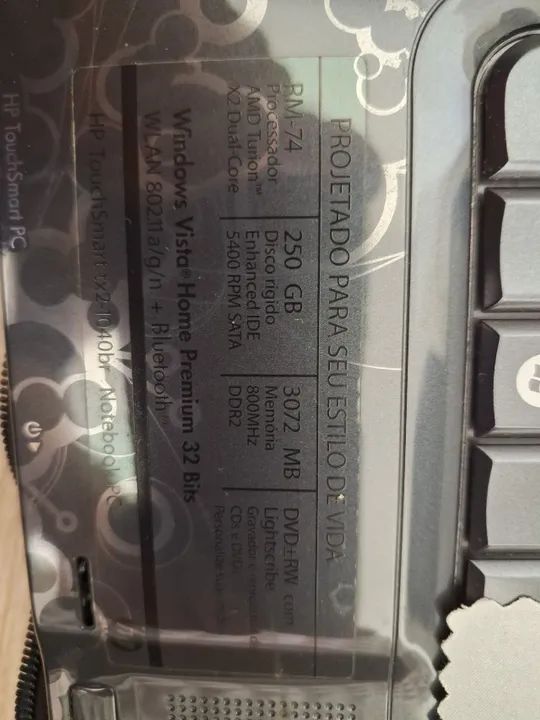 PROJETADO PARA SEU ESTILO DE VIDA
RM-74
Processador
AMD Turion™
X2 Dual-Core
250 GB
Disco rígido
Enhanced IDE
5400 RPM SATA
3072 MB
Memória
800MHz
DDR2
DVD±RW com
Lightscribe
Gravador e
CDs e DVDs
Windows Vista® Home Premium 32 Bits
WLAN 802.11a/g/n + Bluetooth™
HP TouchSmart tx2-1040br Notebook PC
HP TouchSmart PC